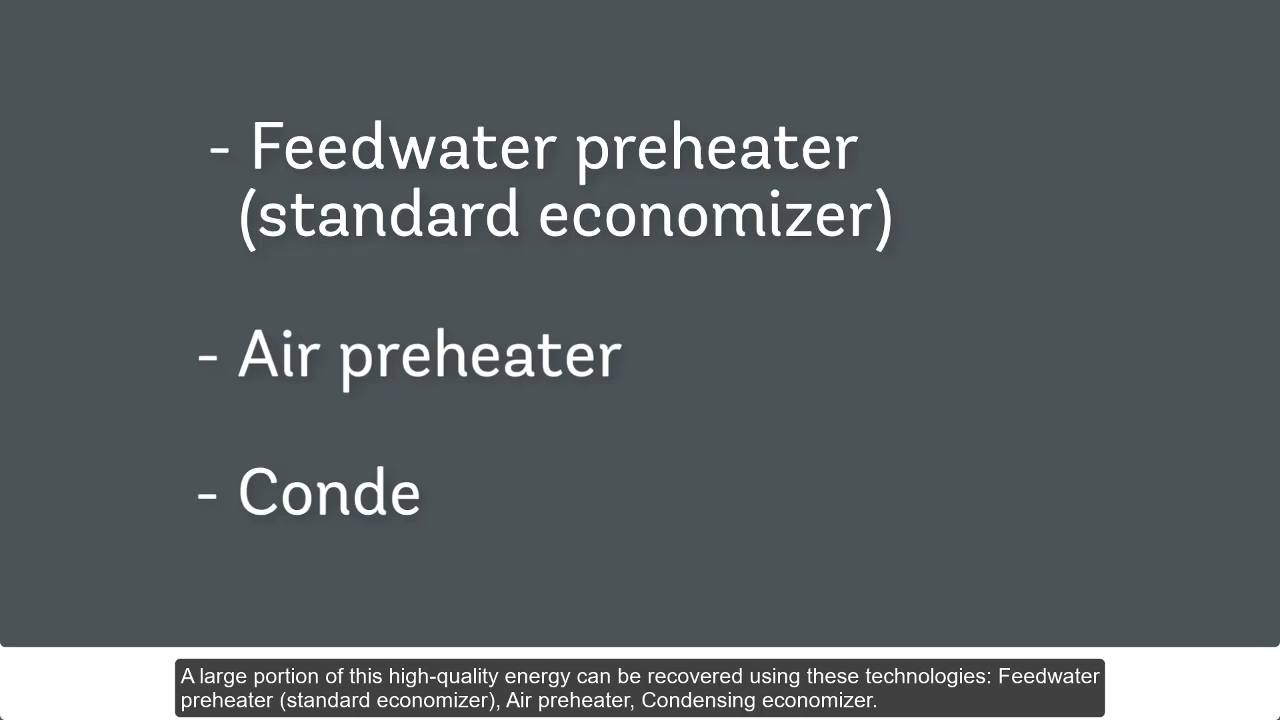 - Feedwater preheater
(standard economizer)
- Air preheater
- Conde
A large portion of this high-quality energy can be recovered using these technologies: Feedwater
preheater (standard economizer), Air preheater, Condensing economizer.